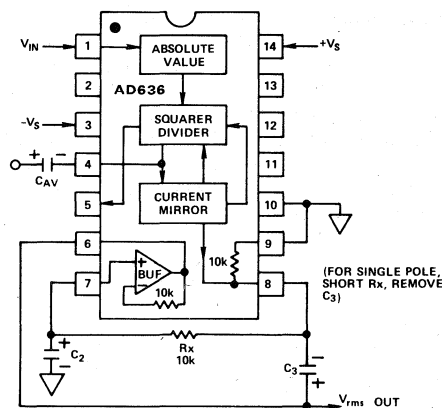 V_IN
1
ABSOLUTE
VALUE
14
+V_S
2
AD636
13
-V_S
3
SQUARER
DIVIDER
12
+ -
4
C_AV
11
5
CURRENT
MIRROR
10
6
9
10k
+
BUF
-
7
8
10k
(FOR SINGLE POLE,
SHORT Rx, REMOVE
C3)
+
C2
-
Rx
10k
-
C3
+
V_rms OUT